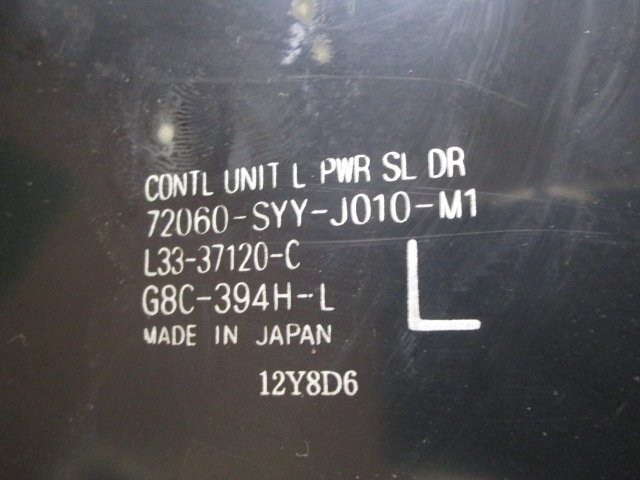 CONTL UNIT L PWR SL DR
72060-SYY-J010-M1
L33-37120-C
G8C-394H-L
L
MADE IN JAPAN
12Y8D6